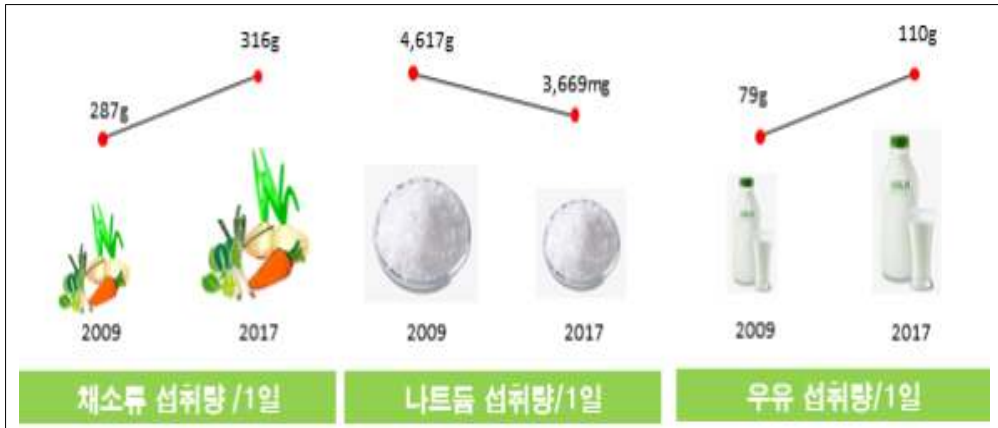 316g
287g
2009
2017
채소류 섭취량 /1일
4,617g
3,669mg
2009
2017
나트듐 섭취량/1일
110g
79g
2009
2017
우유 섭취량/1일